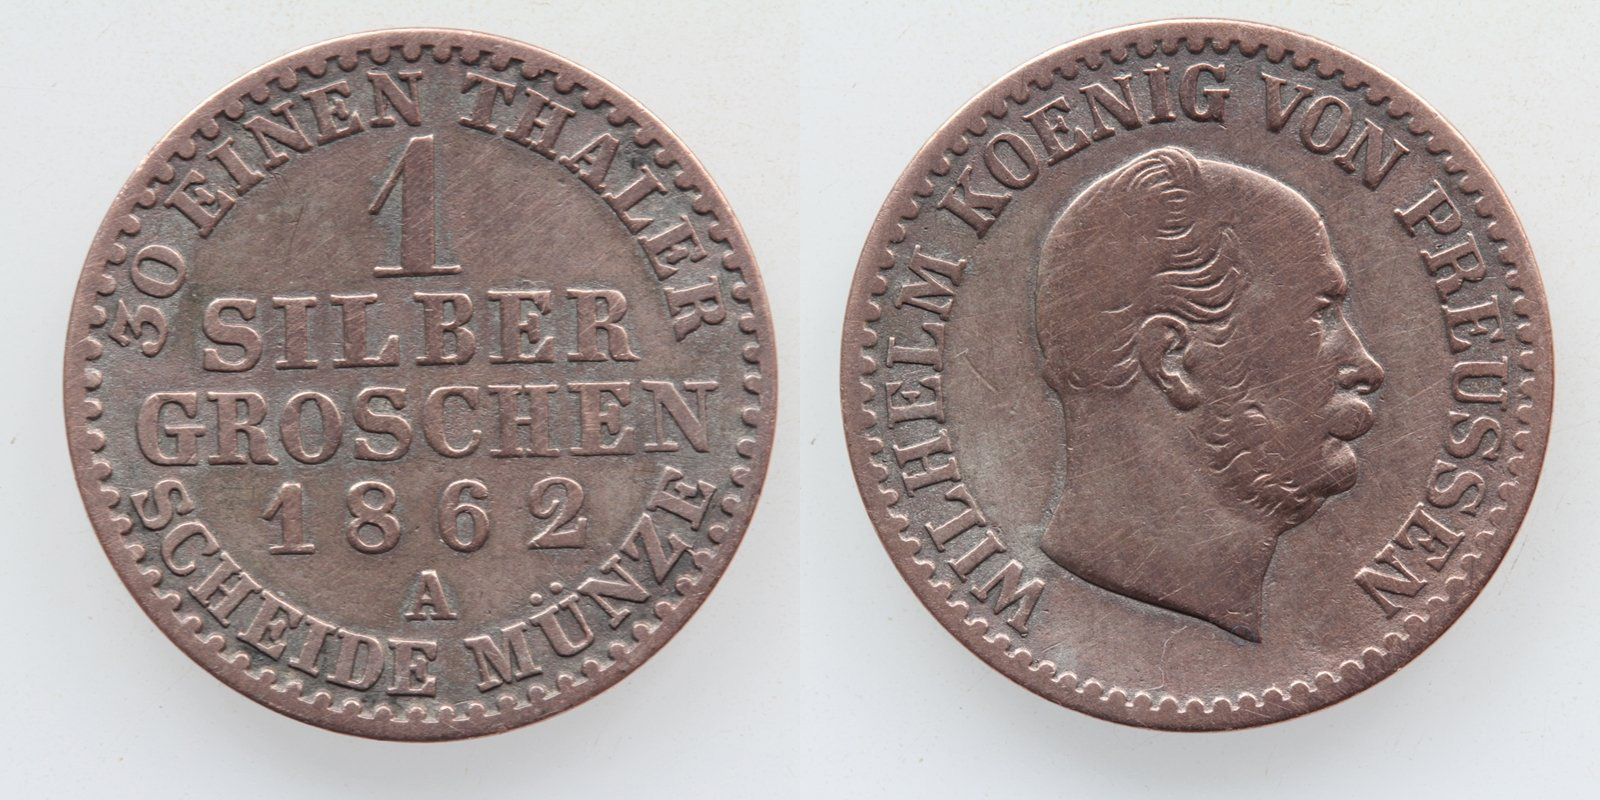 30 EINEN THALER
1
SILBER
GROSCHEN
1862
A
SCHEIDE MÜNZE
WILHELM KOENIG VON PREUSSEN